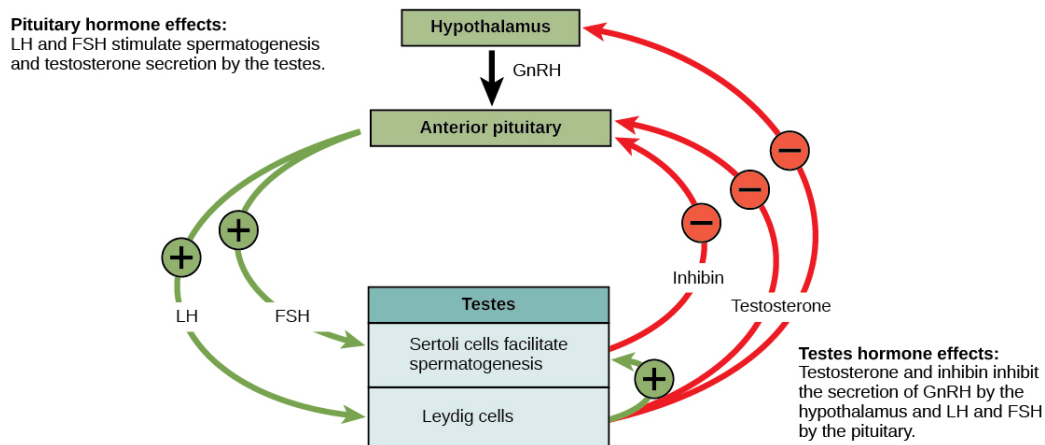 Pituitary hormone effects:
LH and FSH stimulate spermatogenesis
and testosterone secretion by the testes.
Hypothalamus
GnRH
Anterior pituitary
LH
FSH
Inhibin
Testosterone
Testes
Sertoli cells facilitate
spermatogenesis
Leydig cells
Testes hormone effects:
Testosterone and inhibin inhibit
the secretion of GnRH by the
hypothalamus and LH and FSH
by the pituitary.